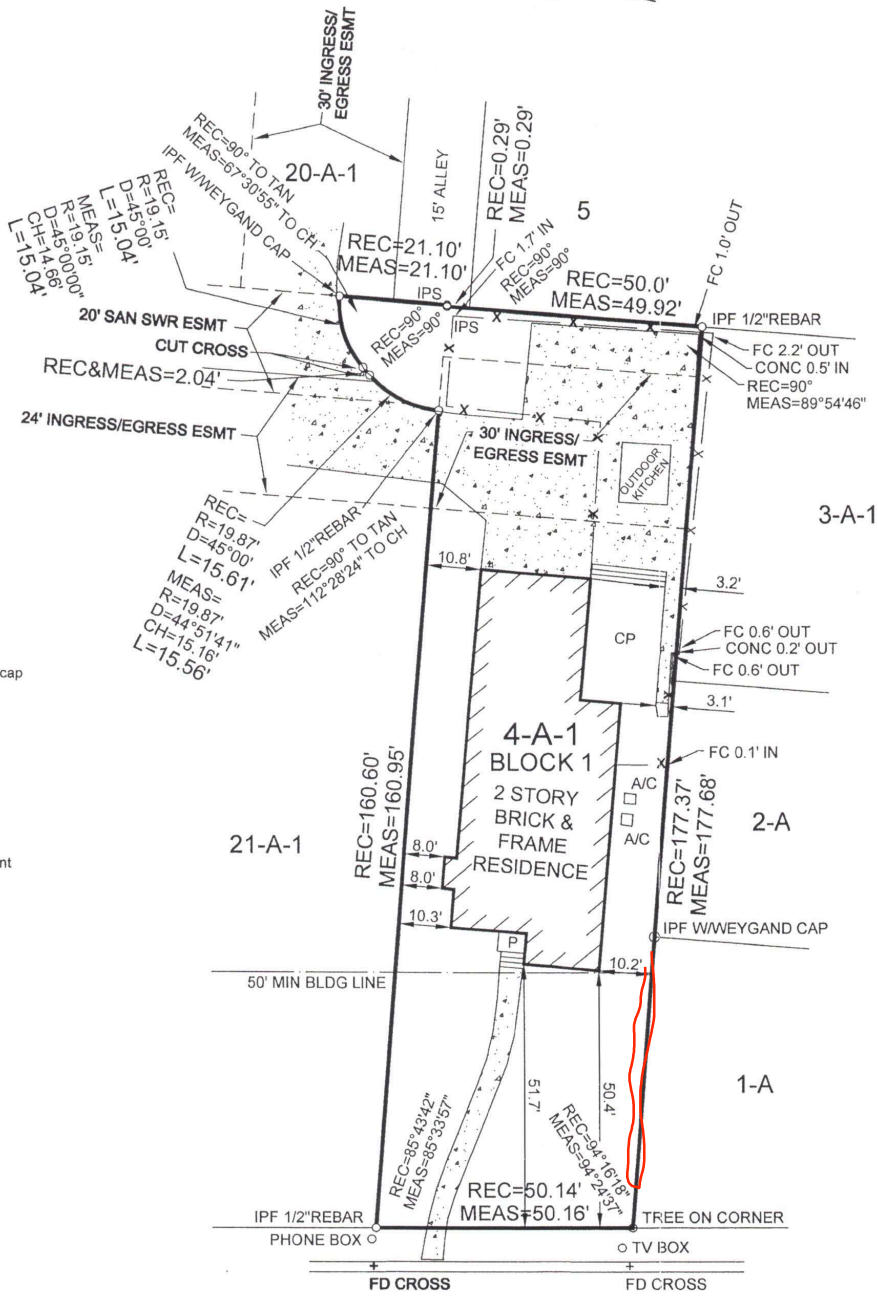 30' INGRESS/
EGRESS ESMT
REC=90° TO TAN
MEAS=67°30'55" TO CH
IPF W/WEYGAND CAP
20-A-1
15' ALLEY
REC=0.29'
MEAS=0.29'
5
REC=
R=19.15'
D=45°00'
L=15.04'
MEAS=
R=19.15'
D=45°00'00"
CH=14.66'
L=15.04'
REC=21.10'
MEAS=21.10'
IPS
FC 1.7' IN
REC=90°
MEAS=90°
REC=50.0'
MEAS=49.92'
FC 1.0' OUT
IPF 1/2"REBAR
20' SAN SWR ESMT
CUT CROSS
REC&MEAS=2.04'
REC=90°
MEAS=90°
IPS
FC 2.2' OUT
CONC 0.5' IN
REC=90°
MEAS=89°54'46"
24' INGRESS/EGRESS ESMT
30' INGRESS/
EGRESS ESMT
OUTDOOR
KITCHEN
3-A-1
REC=
R=19.87'
D=45°00'
L=15.61'
MEAS=
R=19.87'
D=44°51'41"
CH=15.16'
L=15.56'
IPF 1/2"REBAR
REC=90° TO TAN
MEAS=112°28'24" TO CH
10.8'
3.2'
CP
FC 0.6' OUT
CONC 0.2' OUT
FC 0.6' OUT
cap
3.1'
4-A-1
BLOCK 1
2 STORY
BRICK &
FRAME
RESIDENCE
FC 0.1' IN
A/C
A/C
REC=160.60'
MEAS=160.95'
REC=177.37'
MEAS=177.68'
2-A
21-A-1
nt
8.0'
8.0'
10.3'
P
IPF W/WEYGAND CAP
10.2'
50' MIN BLDG LINE
51.7'
50.4'
1-A
REC=85°43'42"
MEAS=85°33'57"
REC=94°16'18"
MEAS=94°24'37"
REC=50.14'
MEAS=50.16'
IPF 1/2"REBAR
TREE ON CORNER
PHONE BOX
TV BOX
FD CROSS
FD CROSS